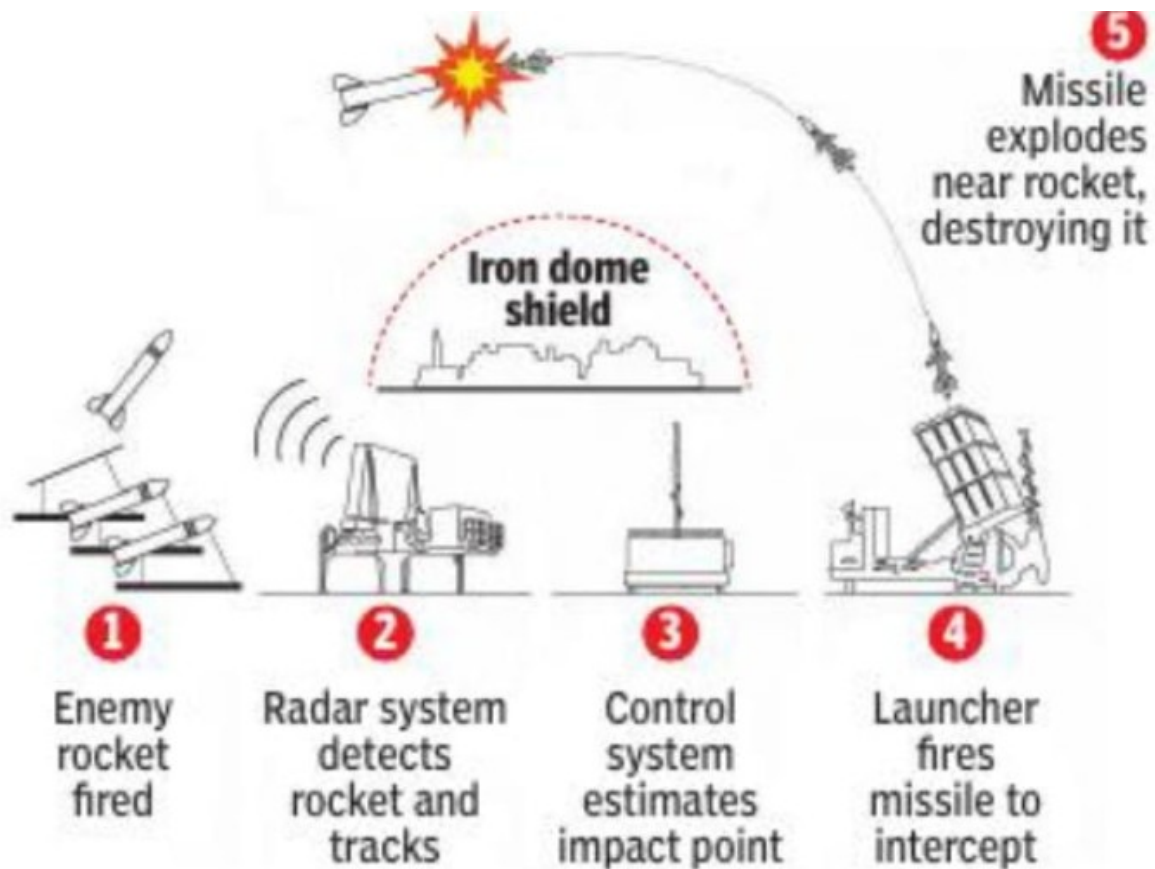 5
Missile
explodes
near rocket,
destroying it
Iron dome
shield
1
Enemy
rocket
fired
2
Radar system
detects
rocket and
tracks
3
Control
system
estimates
impact point
4
Launcher
fires
missile to
intercept